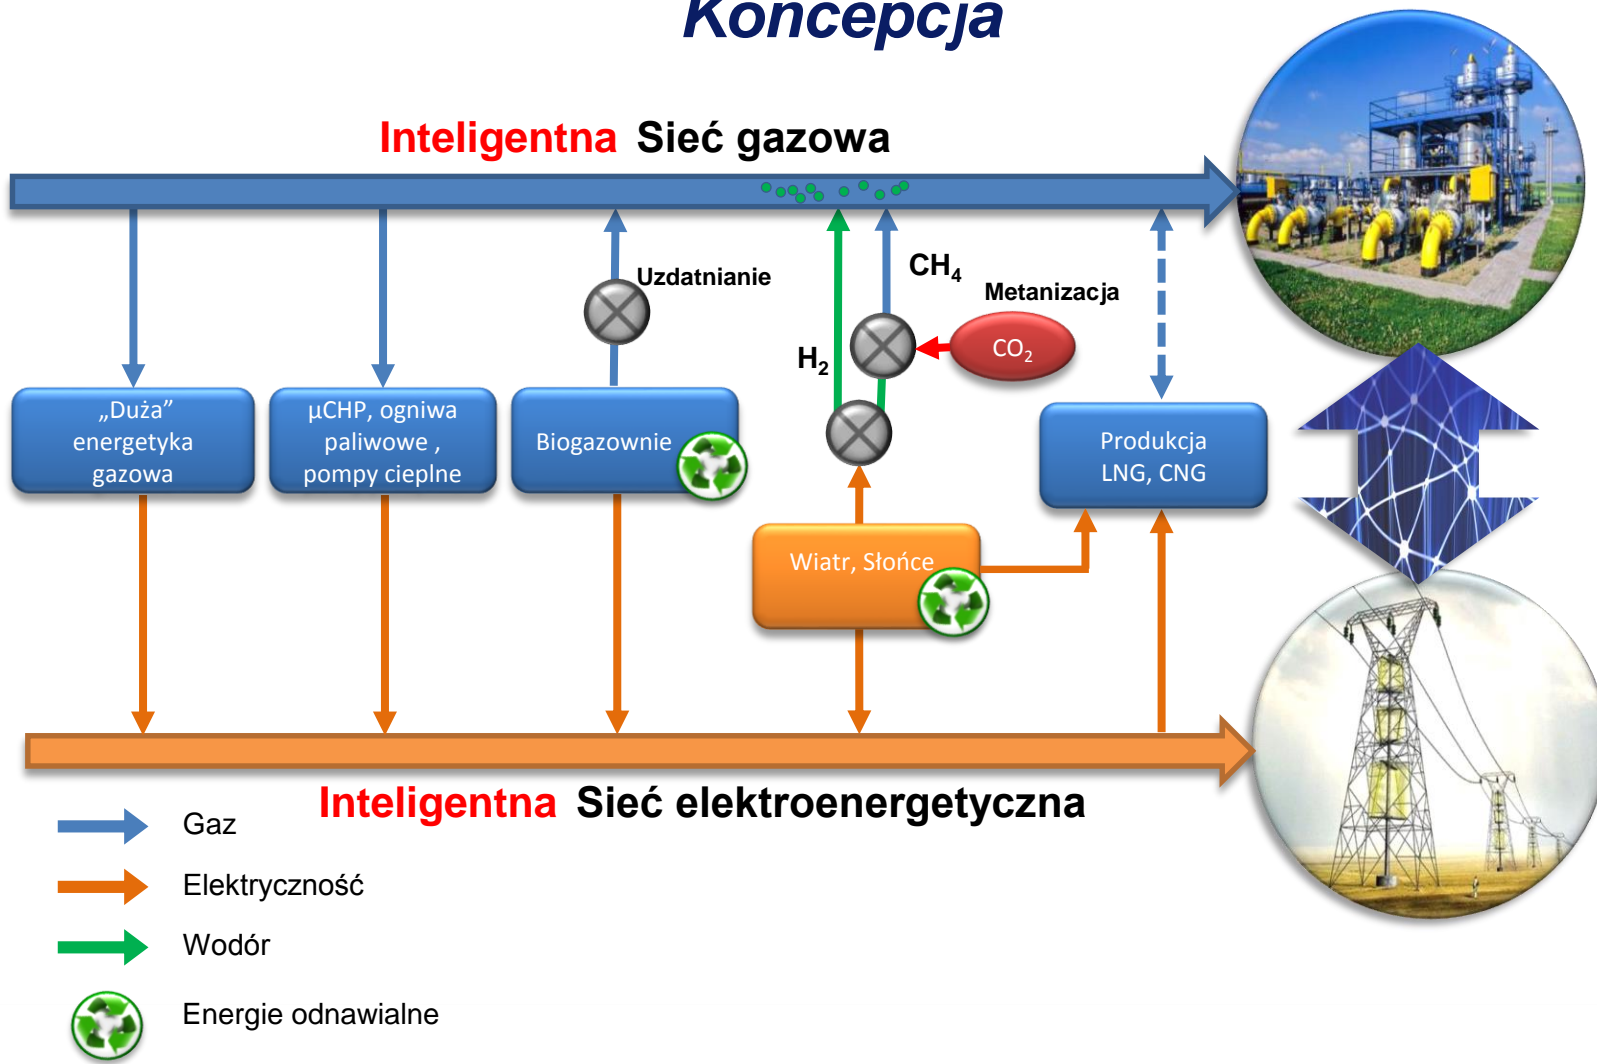 Koncepcja
Inteligentna Sieć gazowa
Uzdatnianie
CH₄
Metanizacja
H₂
CO₂
„Duża”
energetyka
gazowa
µCHP, ogniwa
paliwowe ,
pompy cieplne
Biogazownie
Produkcja
LNG, CNG
Wiatr, Słońce
Inteligentna Sieć elektroenergetyczna
Gaz
Elektryczność
Wodór
Energie odnawialne